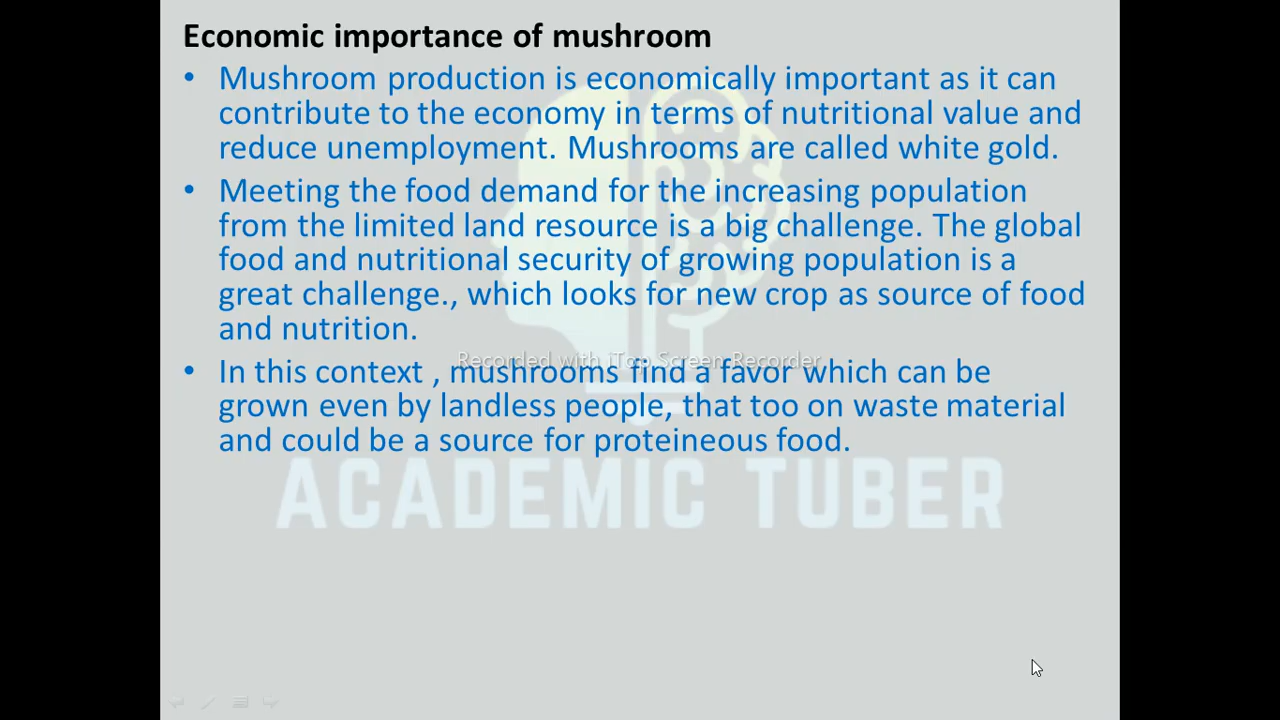 Economic importance of mushroom
• Mushroom production is economically important as it can
contribute to the economy in terms of nutritional value and
reduce unemployment. Mushrooms are called white gold.
• Meeting the food demand for the increasing population
from the limited land resource is a big challenge. The global
food and nutritional security of growing population is a
great challenge., which looks for new crop as source of food
and nutrition.
Recorded with iTop Screen Recorder
• In this context , mushrooms find a favor which can be
grown even by landless people, that too on waste material
and could be a source for proteineous food.
ACADEMIC TUBER